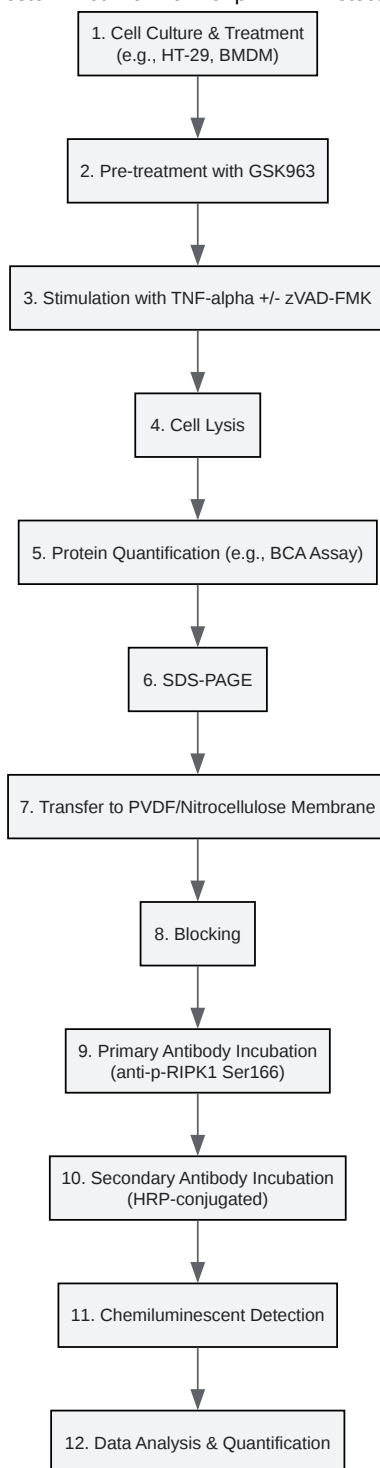 1. Cell Culture & Treatment
(e.g., HT-29, BMDM)
2. Pre-treatment with GSK963
3. Stimulation with TNF-alpha +/- zVAD-FMK
4. Cell Lysis
5. Protein Quantification (e.g., BCA Assay)
6. SDS-PAGE
7. Transfer to PVDF/Nitrocellulose Membrane
8. Blocking
9. Primary Antibody Incubation
(anti-p-RIPK1 Ser166)
10. Secondary Antibody Incubation
(HRP-conjugated)
11. Chemiluminescent Detection
12. Data Analysis & Quantification